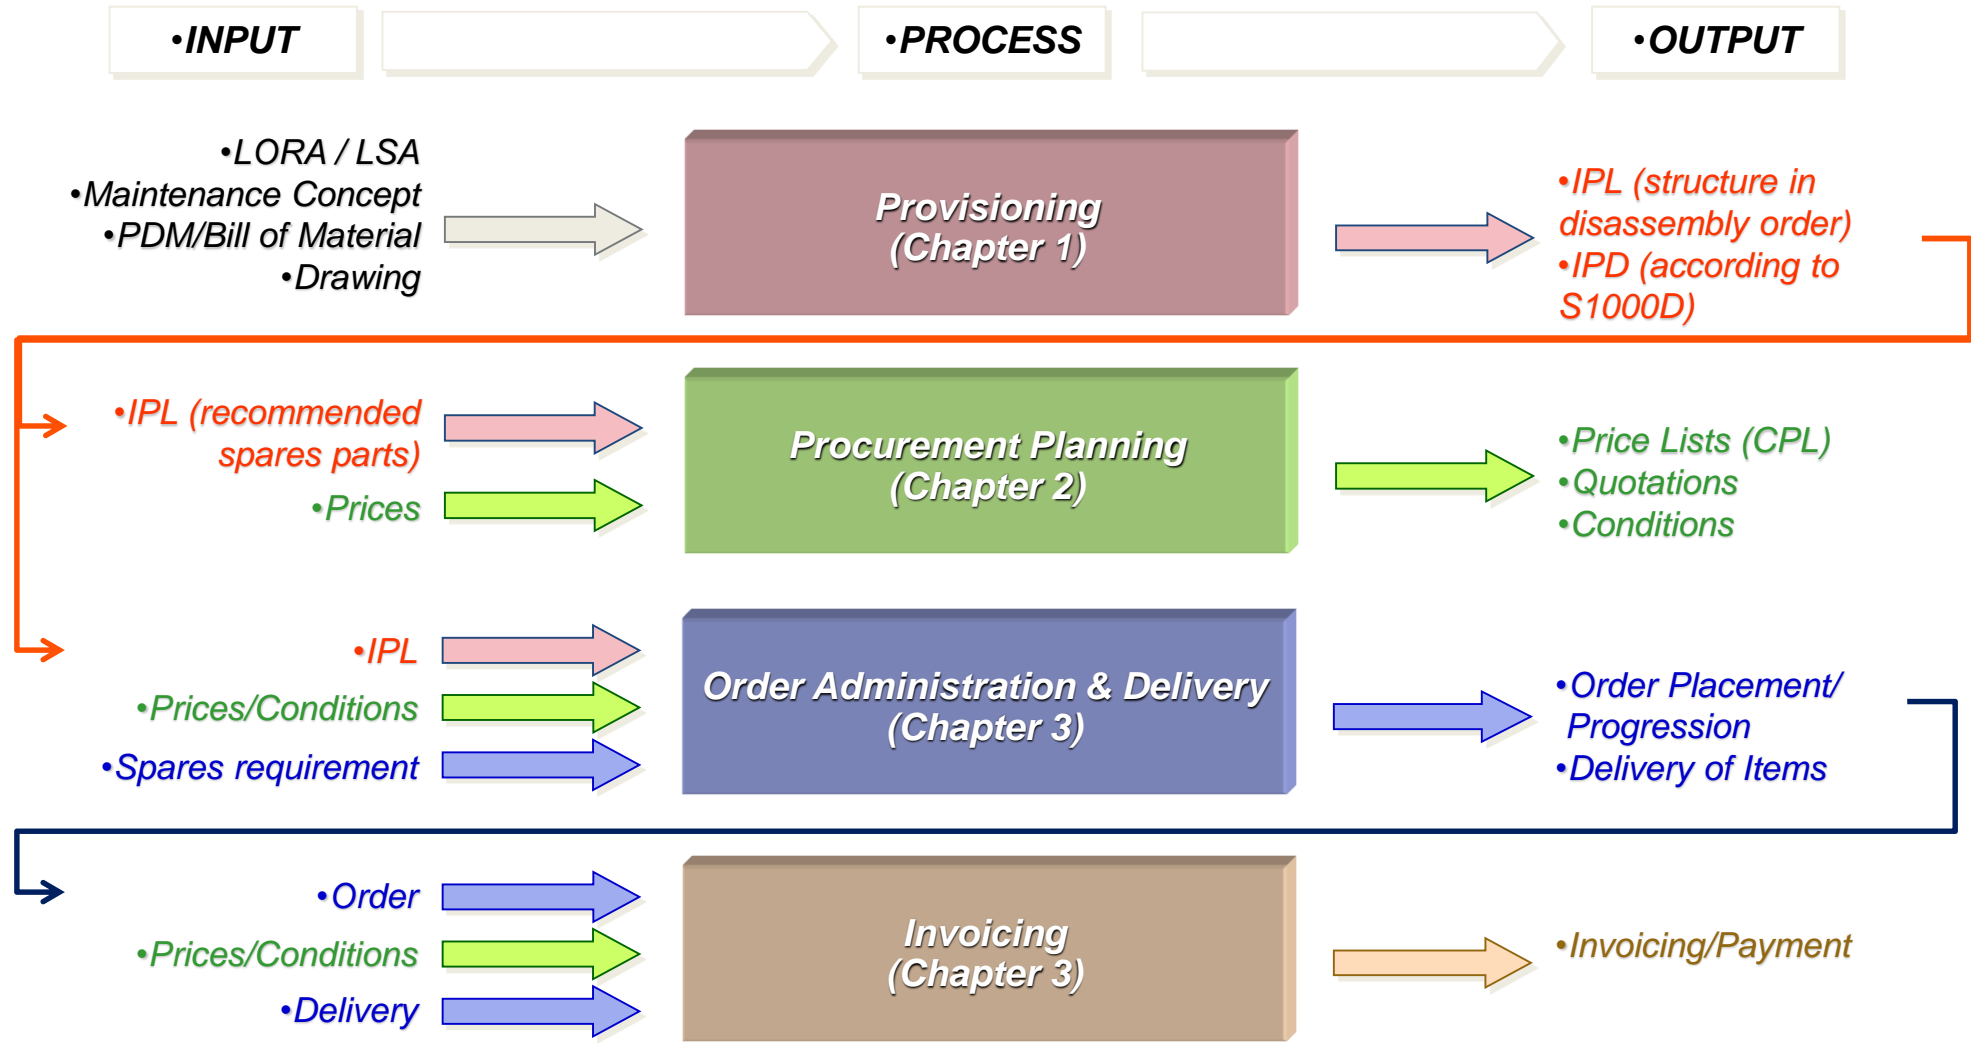 •INPUT
•PROCESS
•OUTPUT
•LORA / LSA
•Maintenance Concept
•PDM/Bill of Material
•Drawing
Provisioning
(Chapter 1)
•IPL (structure in
disassembly order)
•IPD (according to
S1000D)
•IPL (recommended
spares parts)
•Prices
Procurement Planning
(Chapter 2)
•Price Lists (CPL)
•Quotations
•Conditions
•IPL
•Prices/Conditions
•Spares requirement
Order Administration & Delivery
(Chapter 3)
•Order Placement/
Progression
•Delivery of Items
•Order
•Prices/Conditions
•Delivery
Invoicing
(Chapter 3)
•Invoicing/Payment